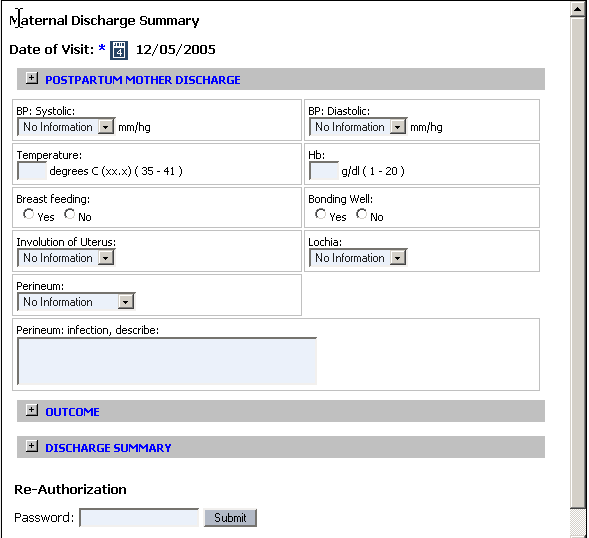 Maternal Discharge Summary
Date of Visit: * 4 12/05/2005
+ POSTPARTUM MOTHER DISCHARGE
BP: Systolic: BP: Diastolic:
No Information mm/hg No Information mm/hg
Temperature: Hb:
degrees C (xx.x) ( 35 - 41 ) g/dl ( 1 - 20 )
Breast feeding: Bonding Well:
Yes No Yes No
Involution of Uterus: Lochia:
No Information No Information
Perineum:
No Information
Perineum: infection, describe:
+ OUTCOME
+ DISCHARGE SUMMARY
Re-Authorization
Password: Submit